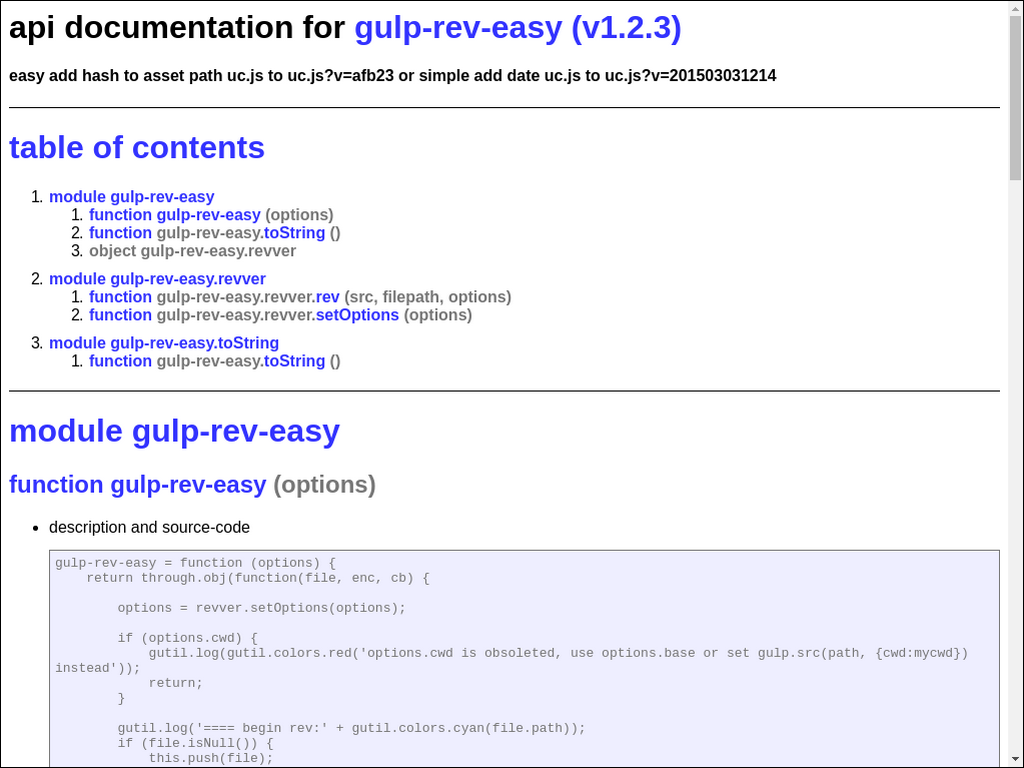 api documentation for gulp-rev-easy (v1.2.3)
easy add hash to asset path uc.js to uc.js?v=afb23 or simple add date uc.js to uc.js?v=201503031214
table of contents
1. module gulp-rev-easy
1. function gulp-rev-easy (options)
2. function gulp-rev-easy.toString ()
3. object gulp-rev-easy.revver
2. module gulp-rev-easy.revver
1. function gulp-rev-easy.revver.rev (src, filepath, options)
2. function gulp-rev-easy.revver.setOptions (options)
3. module gulp-rev-easy.toString
1. function gulp-rev-easy.toString ()
module gulp-rev-easy
function gulp-rev-easy (options)
• description and source-code
gulp-rev-easy = function (options) {
    return through.obj(function(file, enc, cb) {
        options = revver.setOptions(options);
        if (options.cwd) {
            gutil.log(gutil.colors.red('options.cwd is obsoleted, use options.base or set gulp.src(path, {cwd:mycwd})
instead'));
            return;
        }
        gutil.log('==== begin rev:' + gutil.colors.cyan(file.path));
        if (file.isNull()) {
            this.push(file);